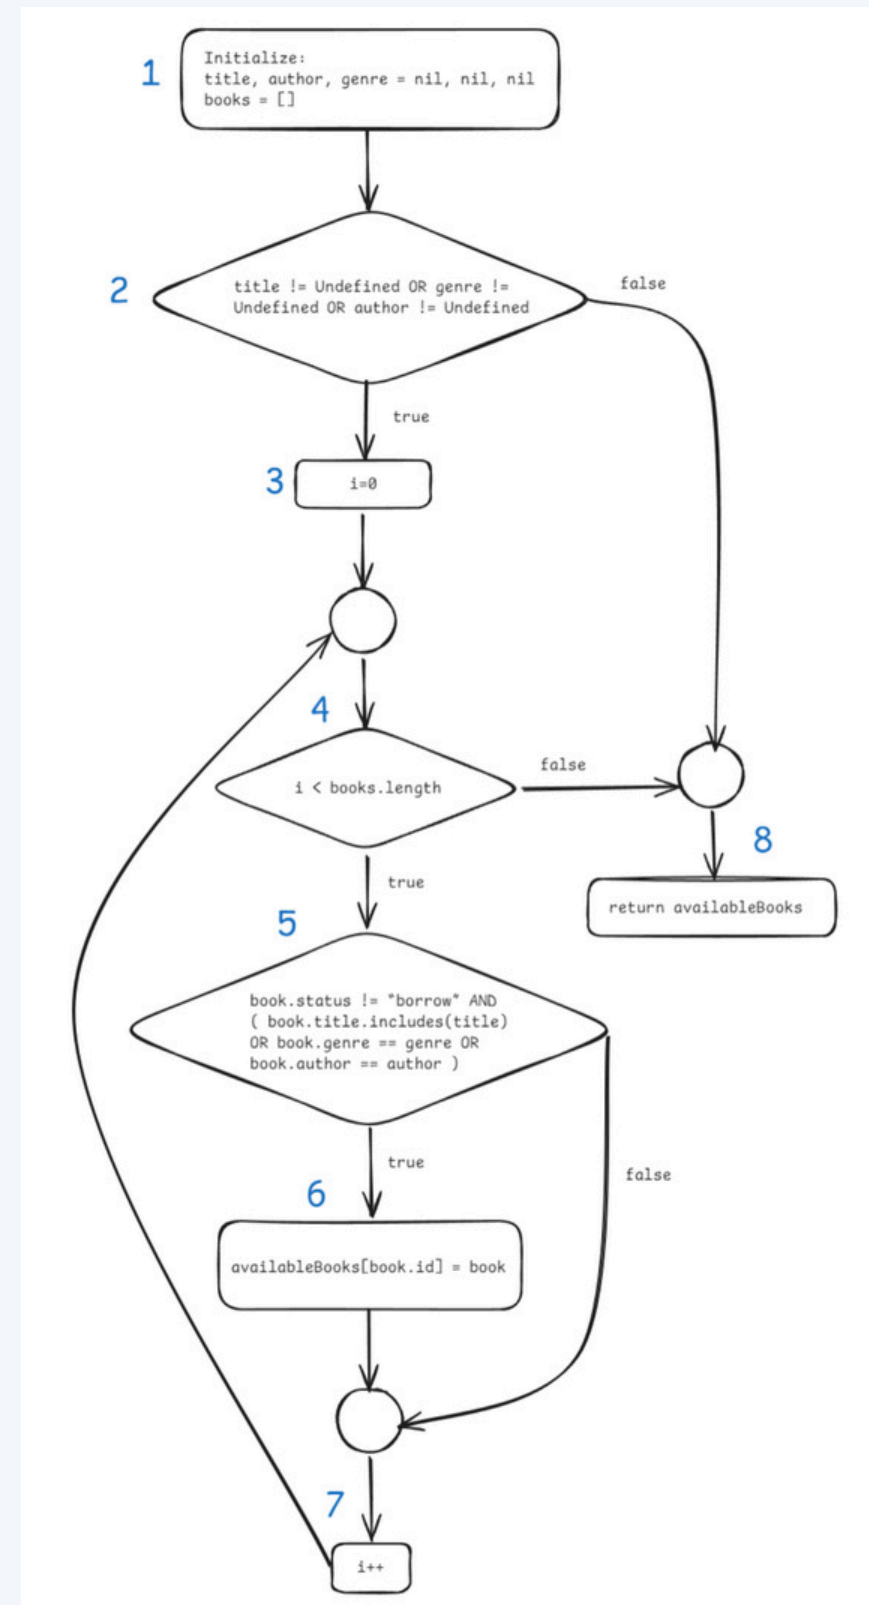 1
Initialize:
title, author, genre = nil, nil, nil
books = []
2
title != Undefined OR genre !=
Undefined OR author != Undefined
false
true
3
i=0
4
i < books.length
false
true
8
return availableBooks
5
book.status != "borrow" AND
( book.title.includes(title)
OR book.genre == genre OR
book.author == author )
true
false
6
availableBooks[book.id] = book
7
i++